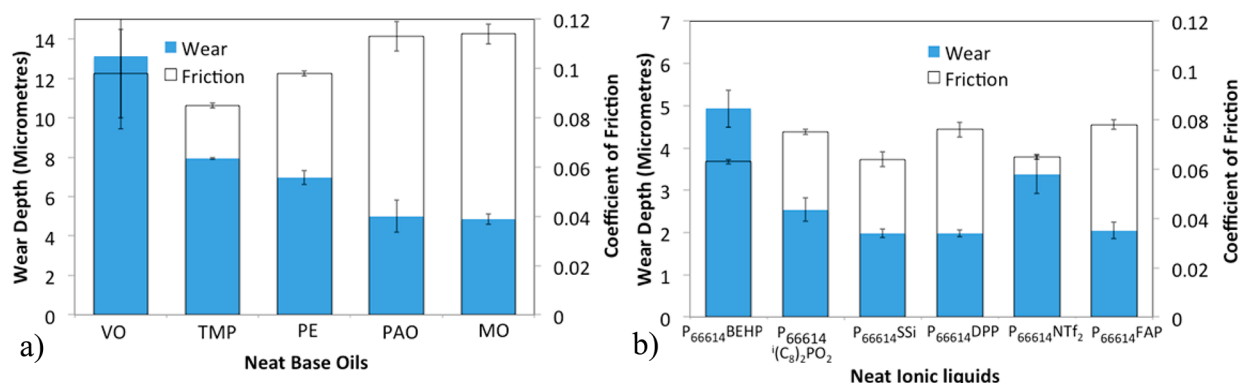 14
12
10
8
6
4
2
0
Wear Depth (Micrometres)
Wear
Friction
0.12
0.1
0.08
0.06
0.04
0.02
0
Coefficient of Friction
VO TMP PE PAO MO
Neat Base Oils
a)
7
6
5
4
3
2
1
0
Wear Depth (Micrometres)
Wear
Friction
0.12
0.1
0.08
0.06
0.04
0.02
0
Coefficient of Friction
P66614BEHP P66614 P66614SSi P66614DPP P66614NTf2 P66614FAP
i(C8)2PO2
Neat Ionic liquids
b)